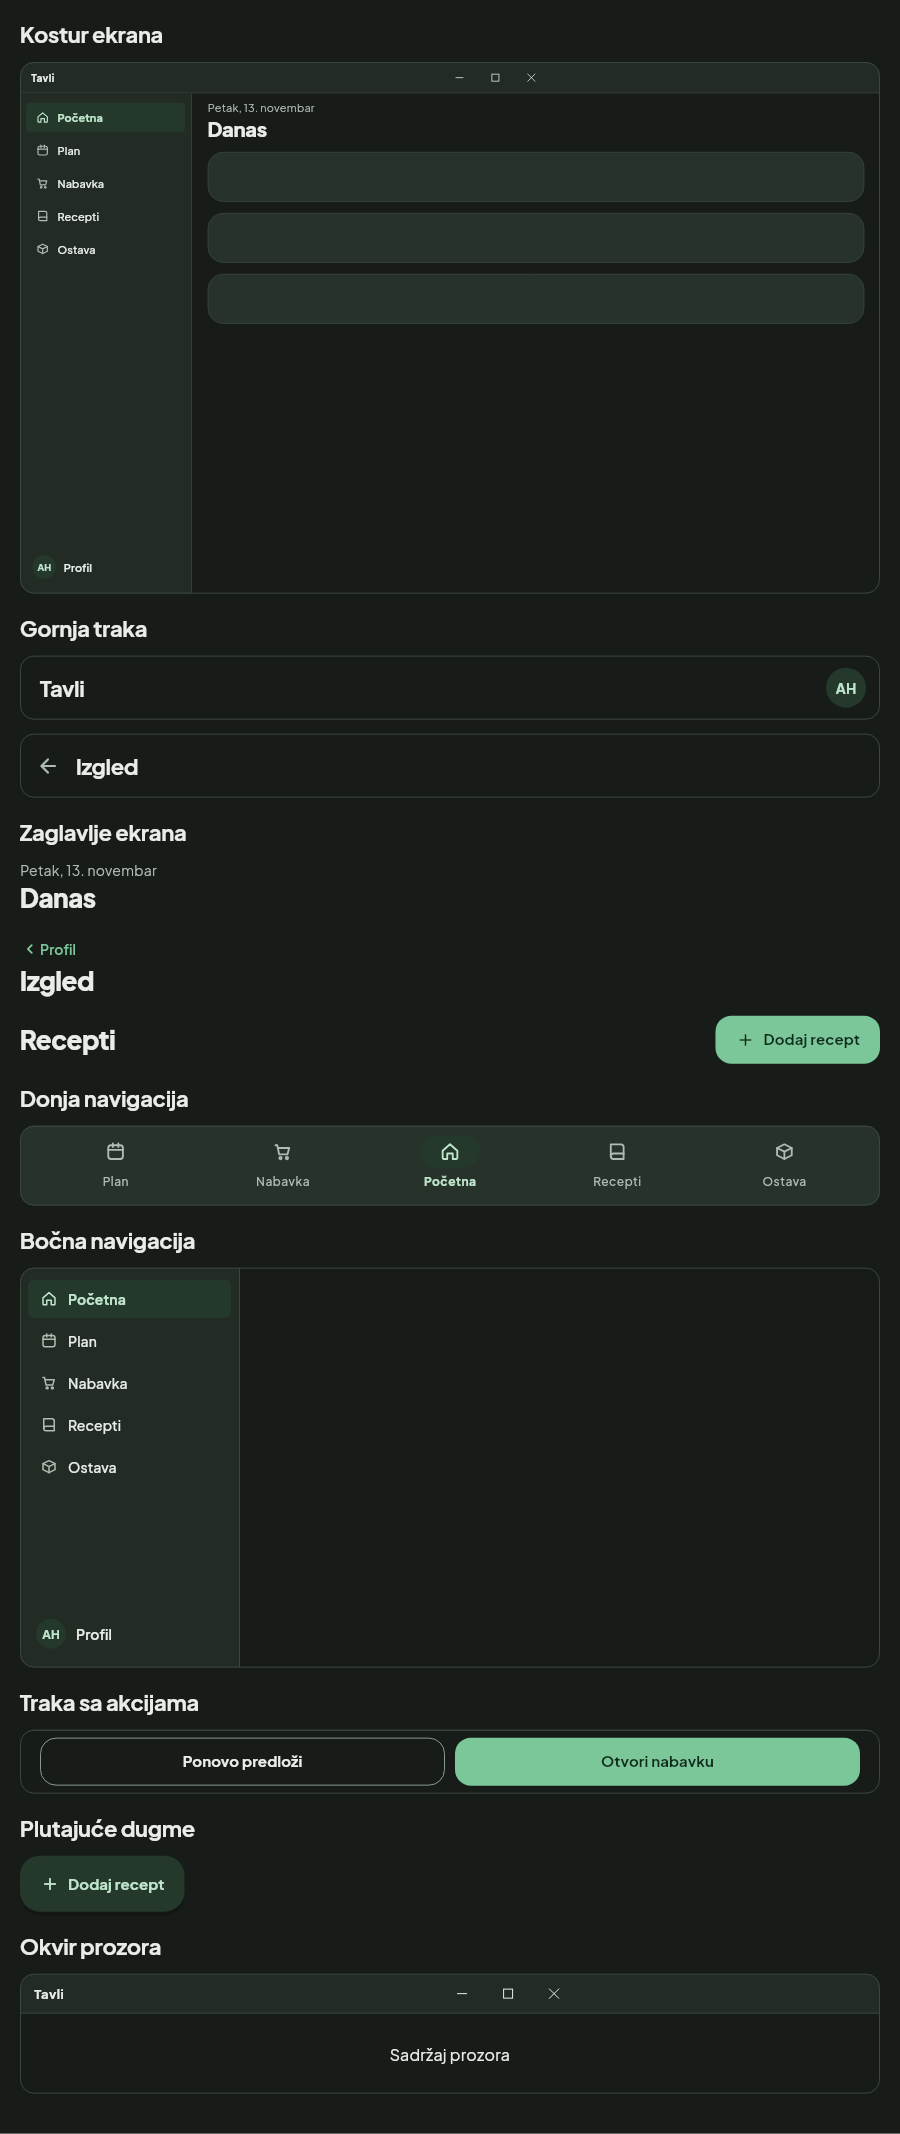 Kostur ekrana
Tavli
Početna
Plan
Nabavka
Recepti
Ostava
AH Profil
Petak, 13. novembar
Danas
Gornja traka
Tavli AH
Izgled
Zaglavlje ekrana
Petak, 13. novembar
Danas
Profil
Izgled
Recepti Dodaj recept
Donja navigacija
Plan Nabavka Početna Recepti Ostava
Bočna navigacija
Početna
Plan
Nabavka
Recepti
Ostava
AH Profil
Traka sa akcijama
Ponovo predloži Otvori nabavku
Plutajuće dugme
Dodaj recept
Okvir prozora
Tavli
Sadržaj prozora